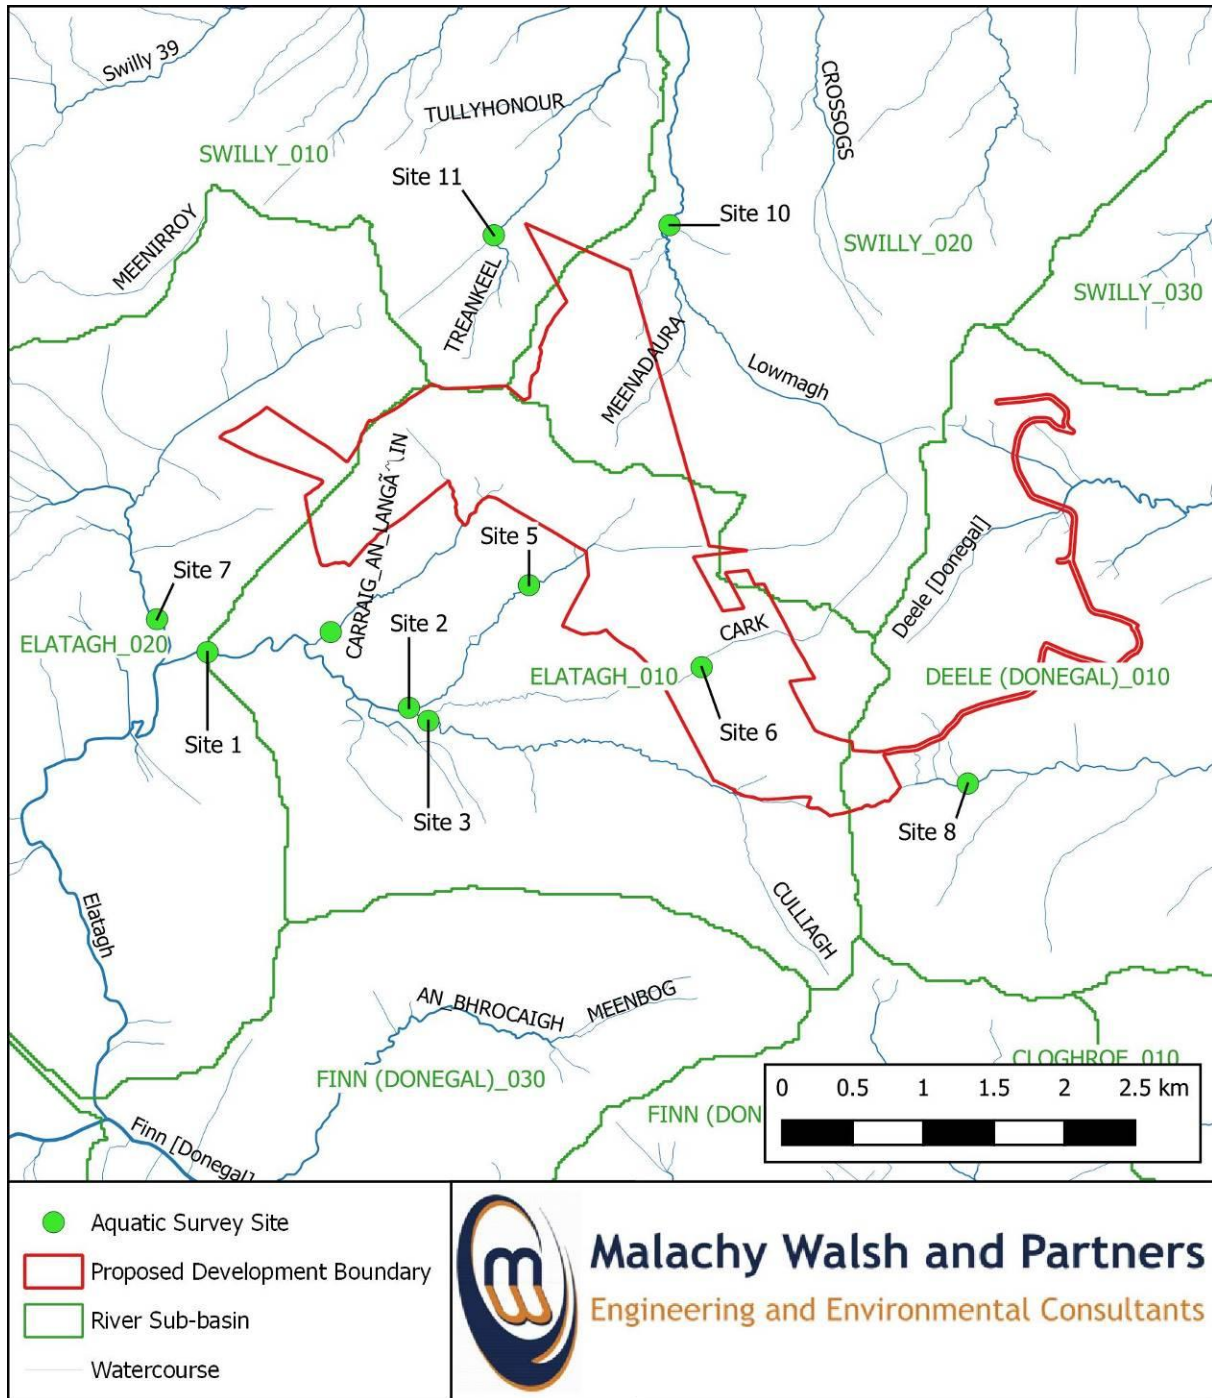 Swilly 39
TULLYHONOUR
CROSSOGS
SWILLY_010
Site 11
Site 10
MEENIRROY
SWILLY_020
TREANKEEL
SWILLY_030
MEENADAURA
Lowmagh
CARRAIG_AN_LANGÃ
IN
Site 5
Deele [Donegal]
Site 7
Site 2
CARK
ELATAGH_020
ELATAGH_010
DEELE (DONEGAL)_010
Site 1
Site 6
Site 3
Site 8
Elatagh
CULLIAGH
AN_BHROCAIGH
MEENBOG
FINN (DONEGAL)_030
CLOGHROE_010
FINN (DON
Finn [Donegal]
0 0.5 1 1.5 2 2.5 km
Aquatic Survey Site
Proposed Development Boundary
River Sub-basin
Watercourse
Malachy Walsh and Partners
Engineering and Environmental Consultants